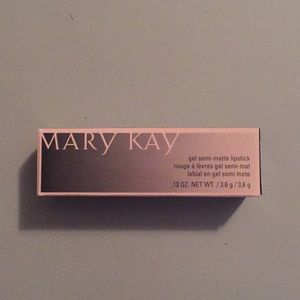 MARY KAY
gel semi-matte lipstick
rouge à lèvres gel semi-mat
labial en gel semi mate
.13 OZ. NET WT. / 3.6 g / 3,6 g